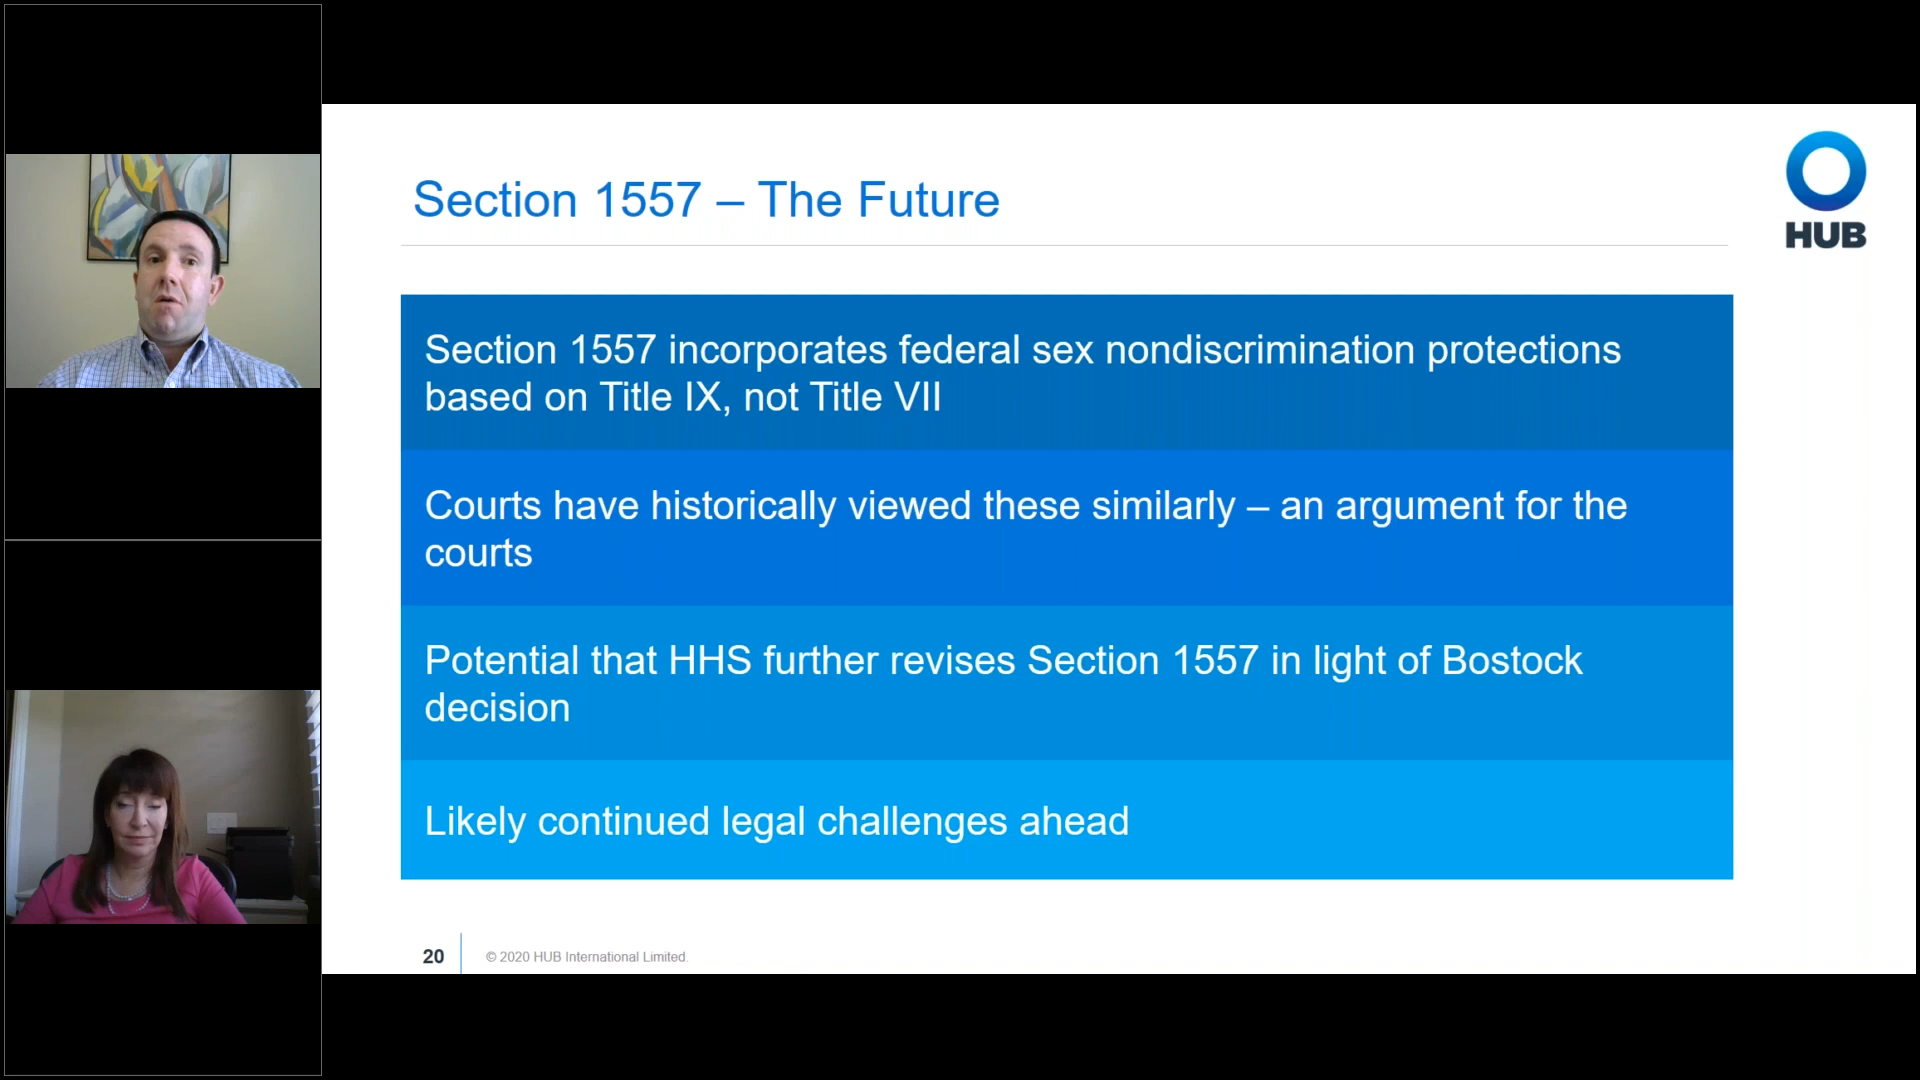 Section 1557 – The Future
HUB
Section 1557 incorporates federal sex nondiscrimination protections
based on Title IX, not Title VII
Courts have historically viewed these similarly – an argument for the
courts
Potential that HHS further revises Section 1557 in light of Bostock
decision
Likely continued legal challenges ahead
20
© 2020 HUB International Limited.